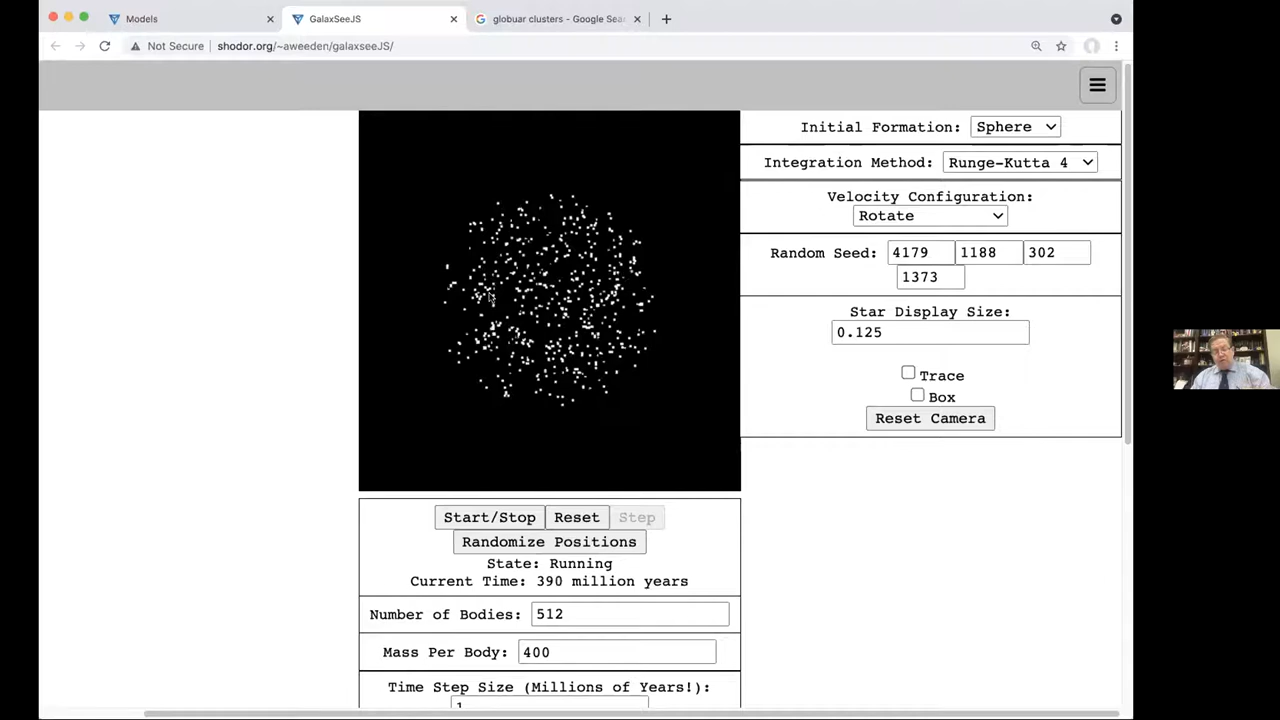 Models
GalaxSeeJS
globuar clusters - Google Sea
Not Secure
shodor.org/~aweeden/galaxseeJS/
Initial Formation: Sphere
Integration Method: Runge-Kutta 4
Velocity Configuration:
Rotate
Random Seed: 4179 1188 302
1373
Star Display Size:
0.125
Trace
Box
Reset Camera
Start/Stop Reset Step
Randomize Positions
State: Running
Current Time: 390 million years
Number of Bodies: 512
Mass Per Body: 400
Time Step Size (Millions of Years!):
1